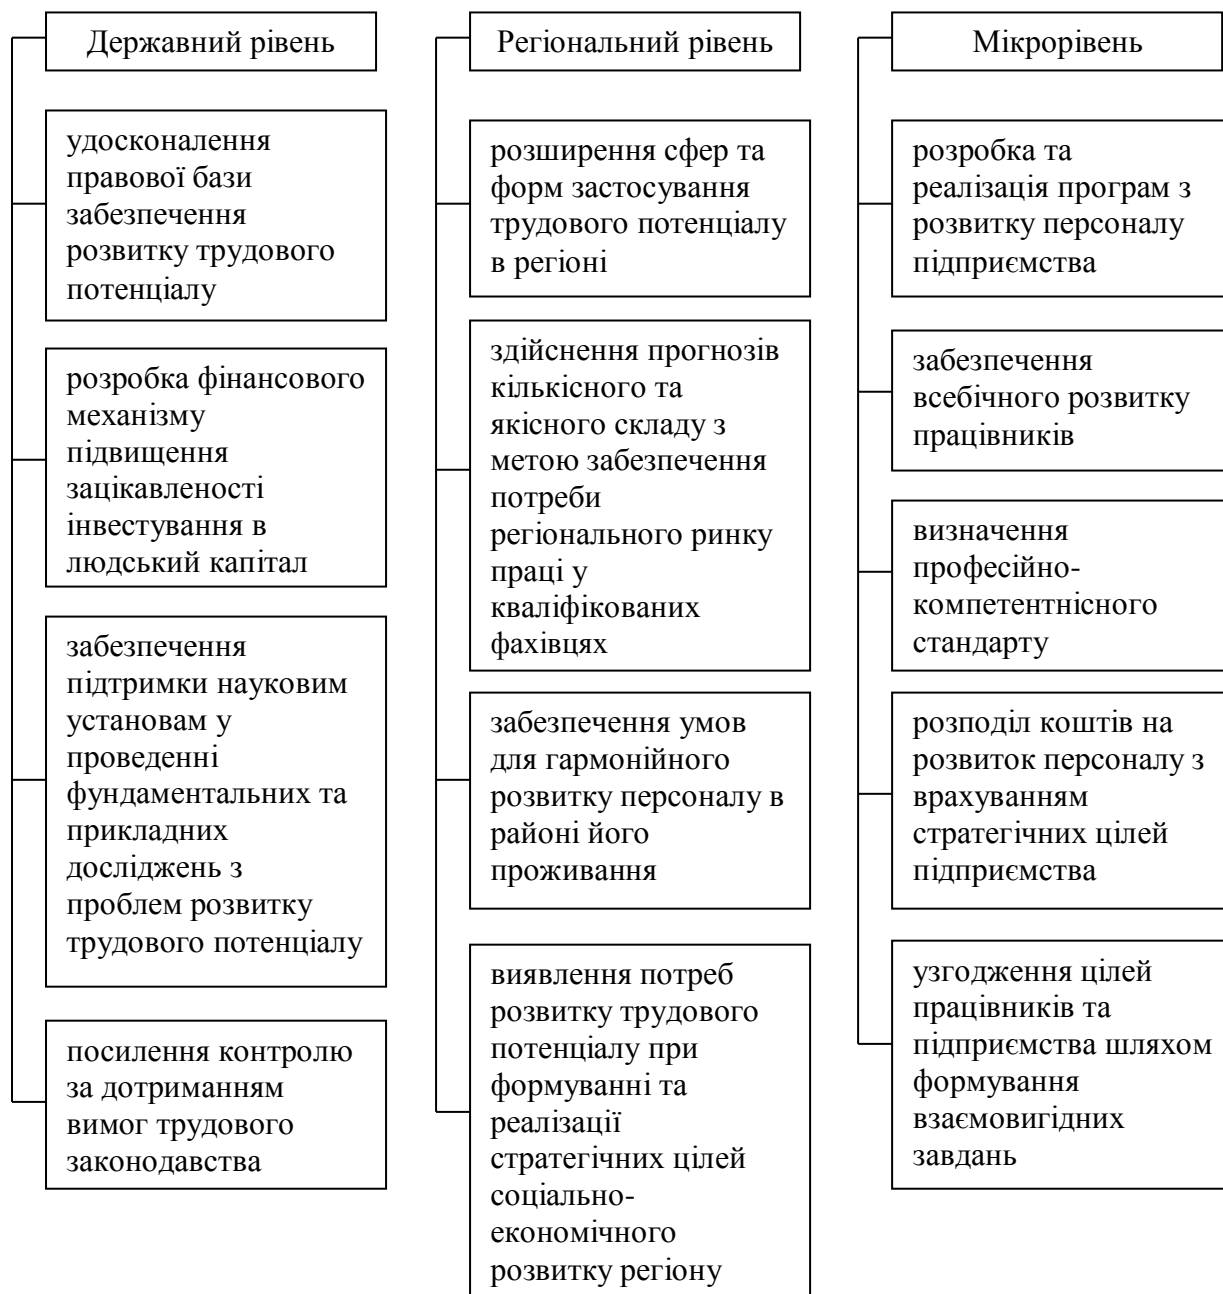 Державний рівень
удосконалення
правової бази
забезпечення
розвитку трудового
потенціалу
розробка фінансового
механізму
підвищення
зацікавленості
інвестування в
людський капітал
забезпечення
підтримки науковим
установам у
проведенні
фундаментальних та
прикладних
досліджень з
проблем розвитку
трудового потенціалу
посилення контролю
за дотриманням
вимог трудового
законодавства
Регіональний рівень
розширення сфер та
форм застосування
трудового потенціалу
в регіоні
здійснення прогнозів
кількісного та
якісного складу з
метою забезпечення
потреби
регіонального ринку
праці у
кваліфікованих
фахівцях
забезпечення умов
для гармонійного
розвитку персоналу в
районі його
проживання
виявлення потреб
розвитку трудового
потенціалу при
формуванні та
реалізації
стратегічних цілей
соціально-
економічного
розвитку регіону
Мікрорівень
розробка та
реалізація програм з
розвитку персоналу
підприємства
забезпечення
всебічного розвитку
працівників
визначення
професійно-
компетентнісного
стандарту
розподіл коштів на
розвиток персоналу з
врахуванням
стратегічних цілей
підприємства
узгодження цілей
працівників та
підприємства шляхом
формування
взаємовигідних
завдань